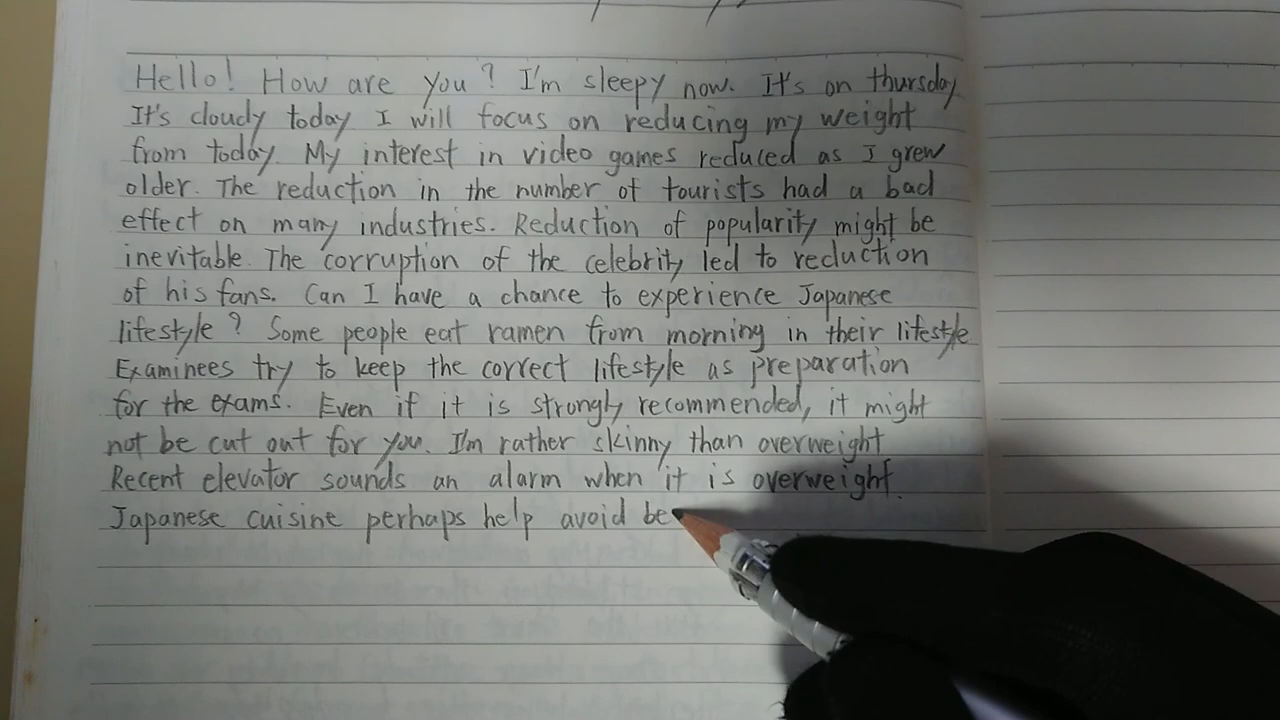 Hello! How are you? I'm sleepy now. It's on thursday.
It's cloudy today. I will focus on reducing my weight
from today. My interest in video games reduced as I grew
older. The reduction in the number of tourists had a bad
effect on many industries. Reduction of popularity might be
inevitable. The corruption of the celebrity led to reduction
of his fans. Can I have a chance to experience Japanese
lifestyle? Some people eat ramen from morning in their lifestyle.
Examinees try to keep the correct lifestyle as preparation
for the exams. Even if it is strongly recommended, it might
not be cut out for you. I'm rather skinny than overweight
Recent elevator sounds an alarm when it is overweight.
Japanese cuisine perhaps help avoid be